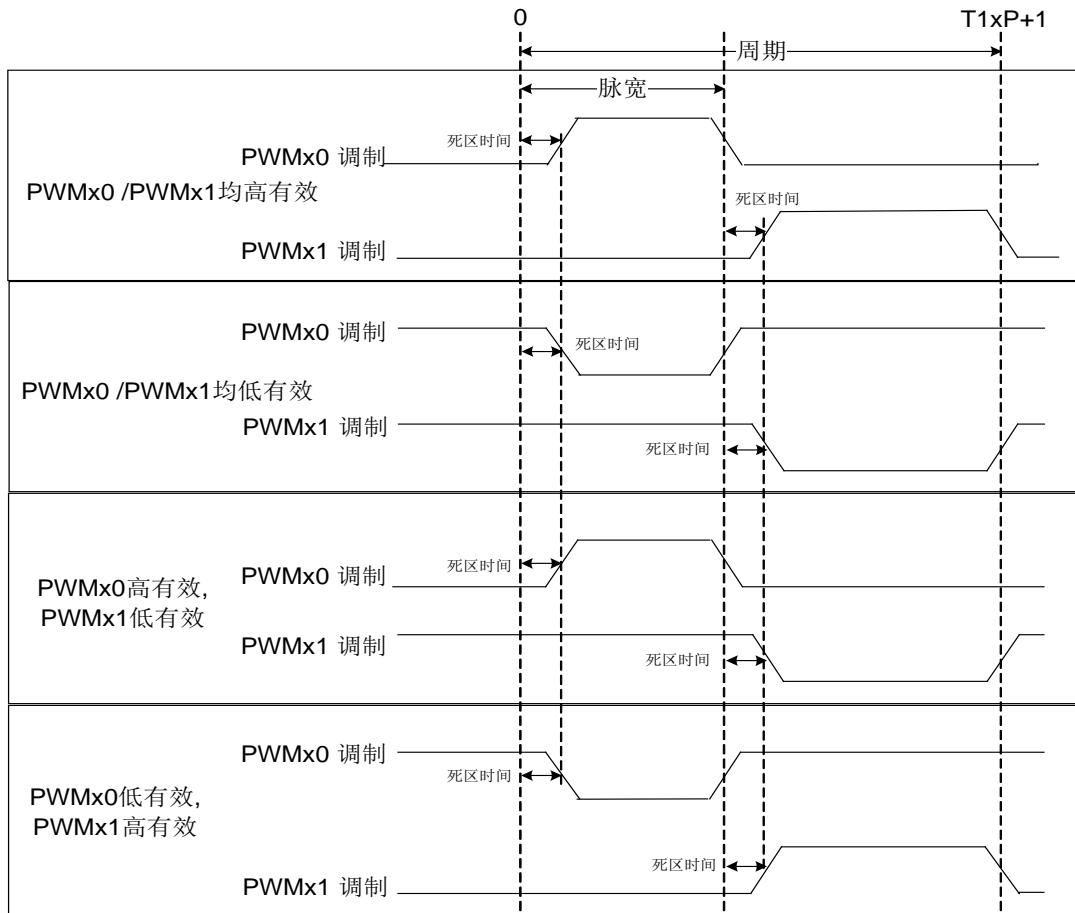 0
T1xP+1
周期
脉宽
死区时间
PWMx0 调制
PWMx0 /PWMx1均高有效
死区时间
PWMx1 调制
PWMx0 调制
死区时间
PWMx0 /PWMx1均低有效
PWMx1 调制
死区时间
死区时间
PWMx0 调制
PWMx0高有效,
PWMx1低有效
PWMx1 调制
死区时间
PWMx0 调制
死区时间
PWMx0低有效,
PWMx1高有效
死区时间
PWMx1 调制